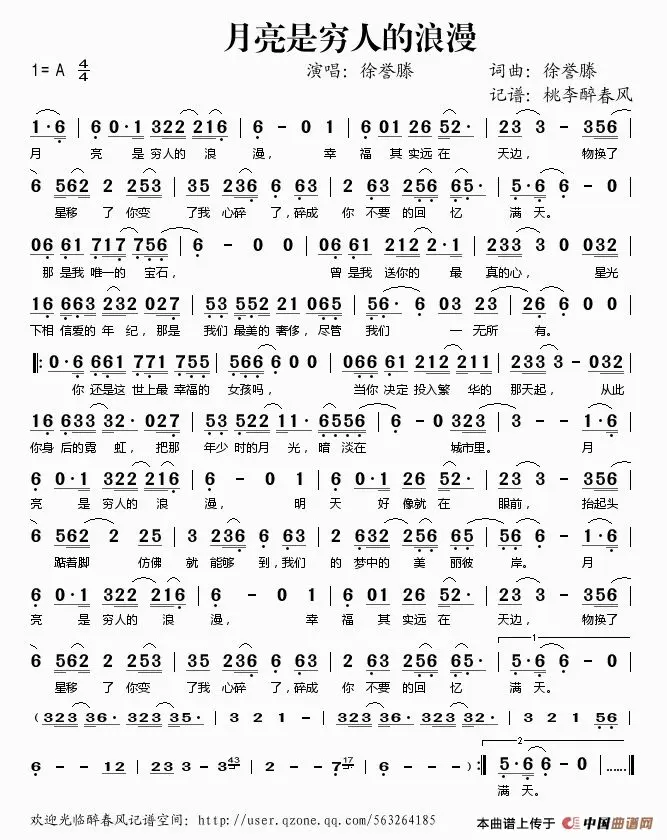 月亮是穷人的浪漫
1=A 4/4
演唱：徐誉滕 词曲：徐誉滕
记谱：桃李醉春风
1·6 | 6 0·1 322 216 | 6 - 0 1 | 6 01 26 52· | 23 3 - 356 |
月 亮 是 穷人的 浪 漫， 幸 福 其 实远 在 天边， 物换了
6 562 2 253 | 35 236 6 063 | 2 63 256 65· | 5·6 6 - 0 |
星移 了 你变 了我 心碎 了，碎成 你 不要 的回 忆 满 天。
06 61 717 756 | 6 - 0 0 | 06 61 212 2·1 | 233 3 0 032 |
那 是我 唯一的 宝石， 曾 是我 送你的 最 真的心， 星光
16 663 232 027 | 53 552 21 065 | 56· 6 03 23 | 26 6 0 0 |
下相 信爱的 年 纪，那是 我们 最美的 奢侈，尽管 我们 一 无所 有。
‖: 0·6 661 771 755 | 566 6 0 0 | 066 61 212 211 | 233 3 - 032 |
你 还是这 世上最 幸福的 女孩吗， 当你 决定 投入繁 华的 那天起， 从此
16 633 32· 027 | 53 522 11· 6556 | 6 - 0 323 | 3 - 0 1·6 |
你身 后的霓 虹，把那 年少 时的月 光，暗 淡在 城市里。 月
6 0·1 322 216 | 6 - 0 1 | 6 0·1 26 52· | 23 3 - 356 |
亮 是 穷人的 浪 漫， 明 天 好 像就 在 眼前， 抬起头
6 562 2 25 | 3 236 6 063 | 2 632 256 65· | 56 6 - 1·6 |
踮着脚 仿佛 就 能够 到，我们 的 梦中的 美 丽彼 岸。 月
6 0·1 322 216 | 6 - 0 1 | 6 01 26 52· | 23 3 - 356 |
亮 是 穷人的 浪 漫， 幸 福 其 实远 在 天边， 物换了
1
6 562 2 253 | 35 236 6 063 | 2 63 256 65· | 5·6 6 - 0 |
星移 了 你变 了我 心碎 了，碎成 你 不要 的回 忆 满 天。
(323 36· 323 35· | 3 2 1 - | 323 36· 323 36· | 3 2 1 56 |
2
6 - - 12 | 23 3 - 3 43 | 2 - - 7 17 | 6 - - - ) :‖ 5·6 6 - 0 ‖……‖
满 天。
欢迎光临醉春风记谱空间：http://user.qzone.qq.com/563264185
本曲谱上传于 中国曲谱网